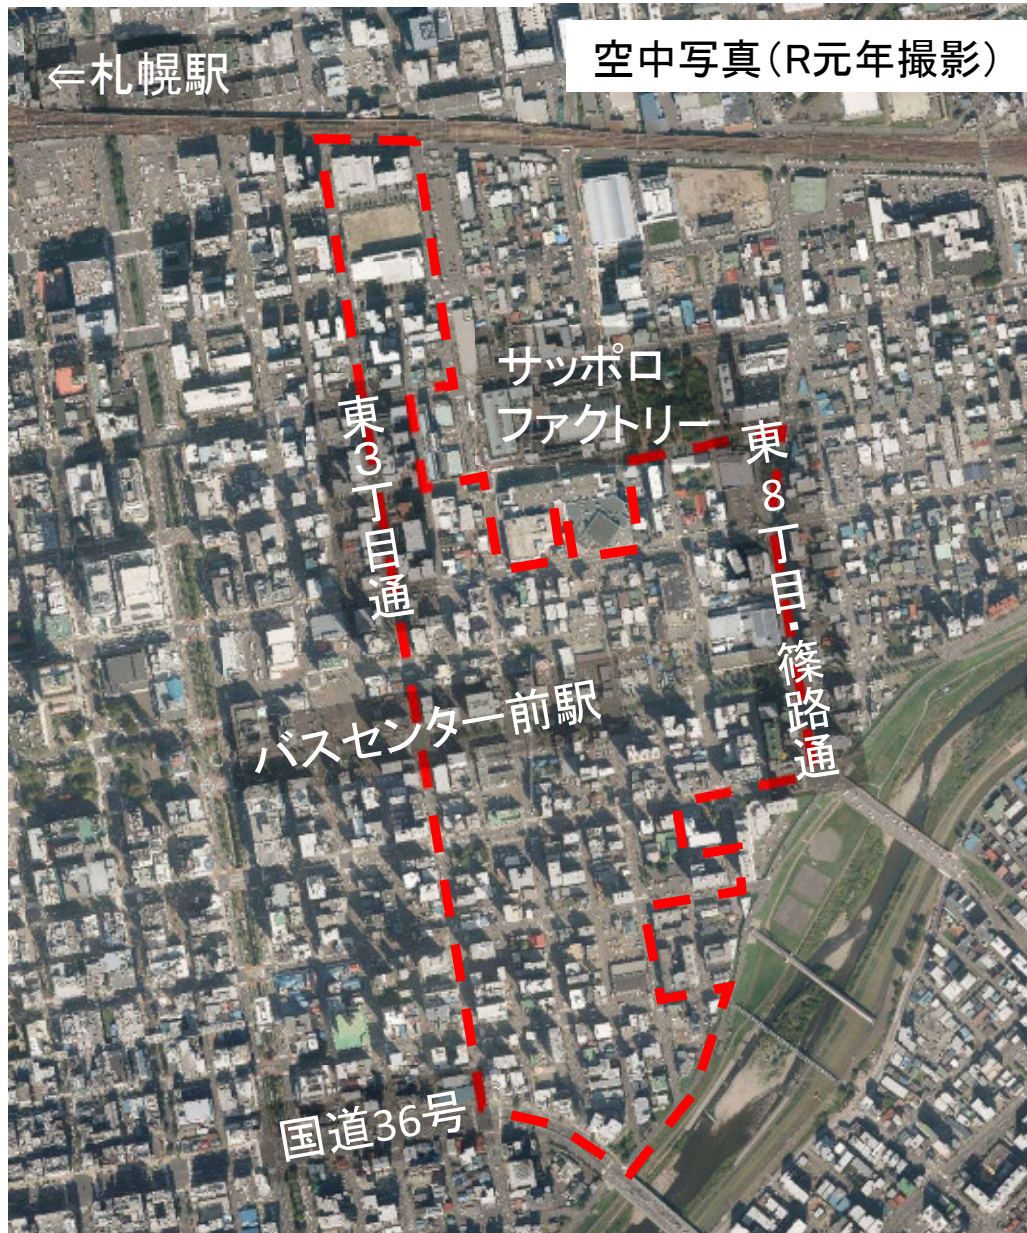 空中写真(R元年撮影)
⇐札幌駅
サッポロ
ファクトリー
東3丁目通
東8丁目・篠路通
バスセンター前駅
国道36号